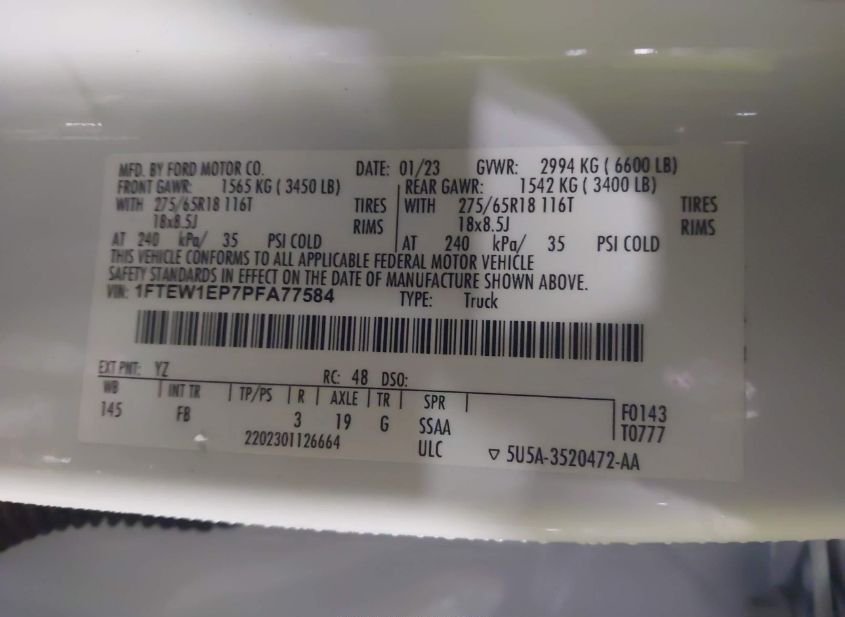 MFD. BY FORD MOTOR CO. DATE: 01/23 GVWR: 2994 KG ( 6600 LB)
FRONT GAWR: 1565 KG ( 3450 LB) REAR GAWR: 1542 KG ( 3400 LB)
WITH 275/65R18 116T TIRES WITH 275/65R18 116T TIRES
18x8.5J RIMS 18x8.5J RIMS
AT 240 kPa/ 35 PSI COLD AT 240 kPa/ 35 PSI COLD
THIS VEHICLE CONFORMS TO ALL APPLICABLE FEDERAL MOTOR VEHICLE
SAFETY STANDARDS IN EFFECT ON THE DATE OF MANUFACTURE SHOWN ABOVE.
VIN: 1FTEW1EP7PFA77584 TYPE: Truck
EXT PNT: YZ RC: 48 DSO:
WB INT TR TP/PS R AXLE TR SPR F0143
145 FB 3 19 G SSAA T0777
2202301126664 ULC ▽ 5U5A-3520472-AA